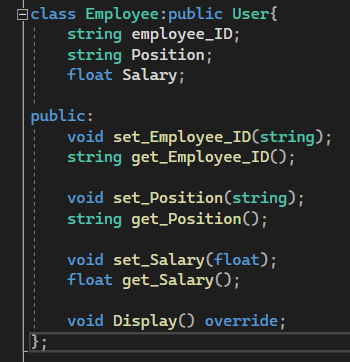 class Employee:public User{
string employee_ID;
string Position;
float Salary;
public:
void set_Employee_ID(string);
string get_Employee_ID();
void set_Position(string);
string get_Position();
void set_Salary(float);
float get_Salary();
void Display() override;
};